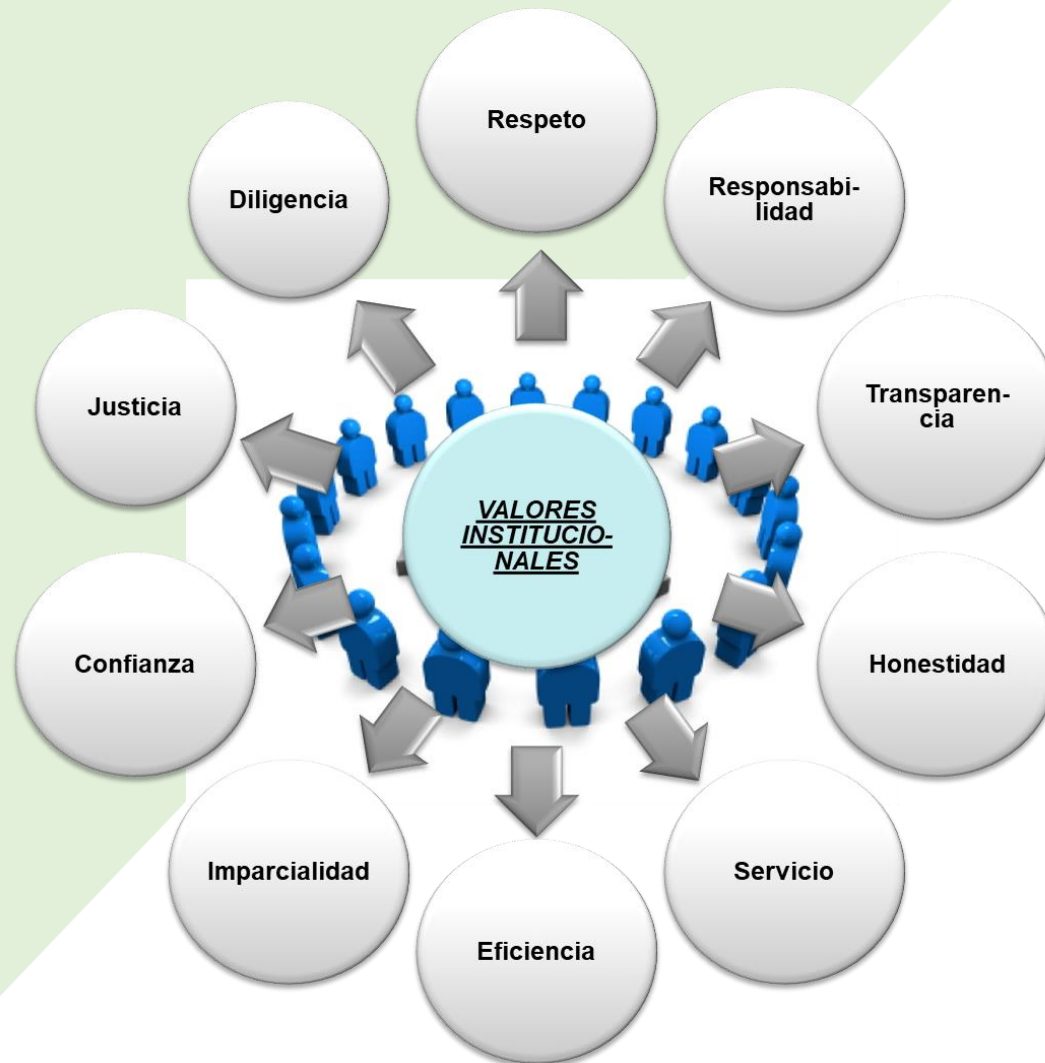 Respeto
Responsabi-
lidad
Transparen-
cia
Honestidad
Servicio
Eficiencia
Imparcialidad
Confianza
Justicia
Diligencia
VALORES
INSTITUCIO-
NALES